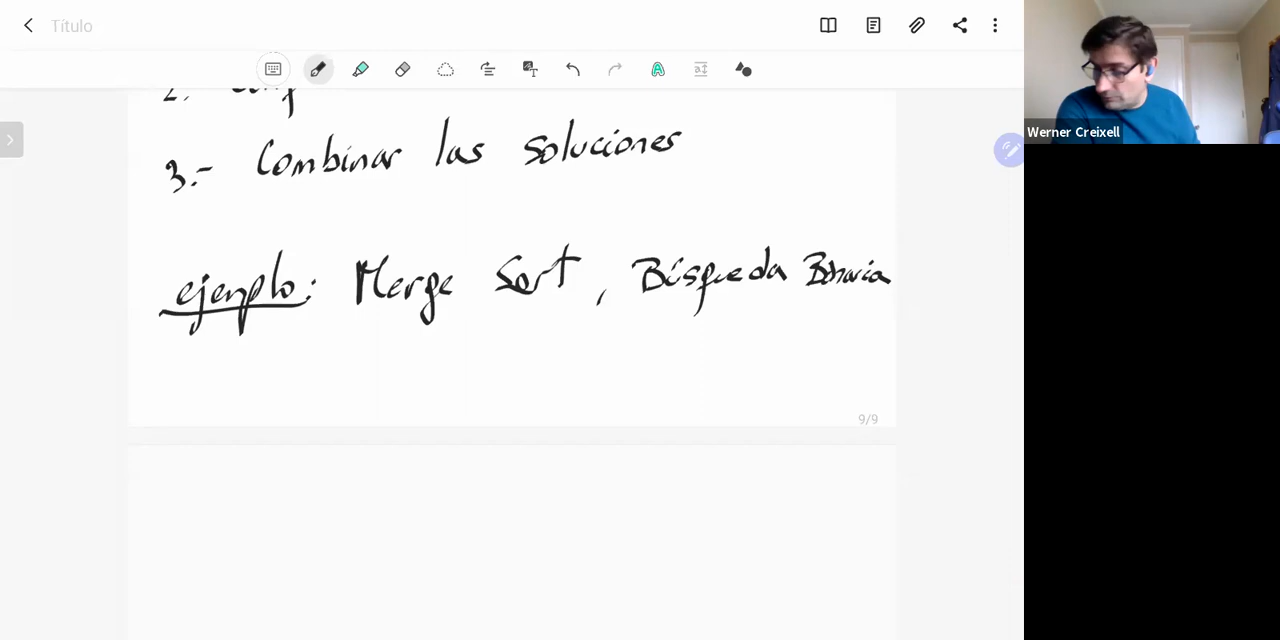 Título
3.- Combinar las soluciones
ejemplo: Merge Sort, Búsqueda Binaria
9/9
Werner Creixell